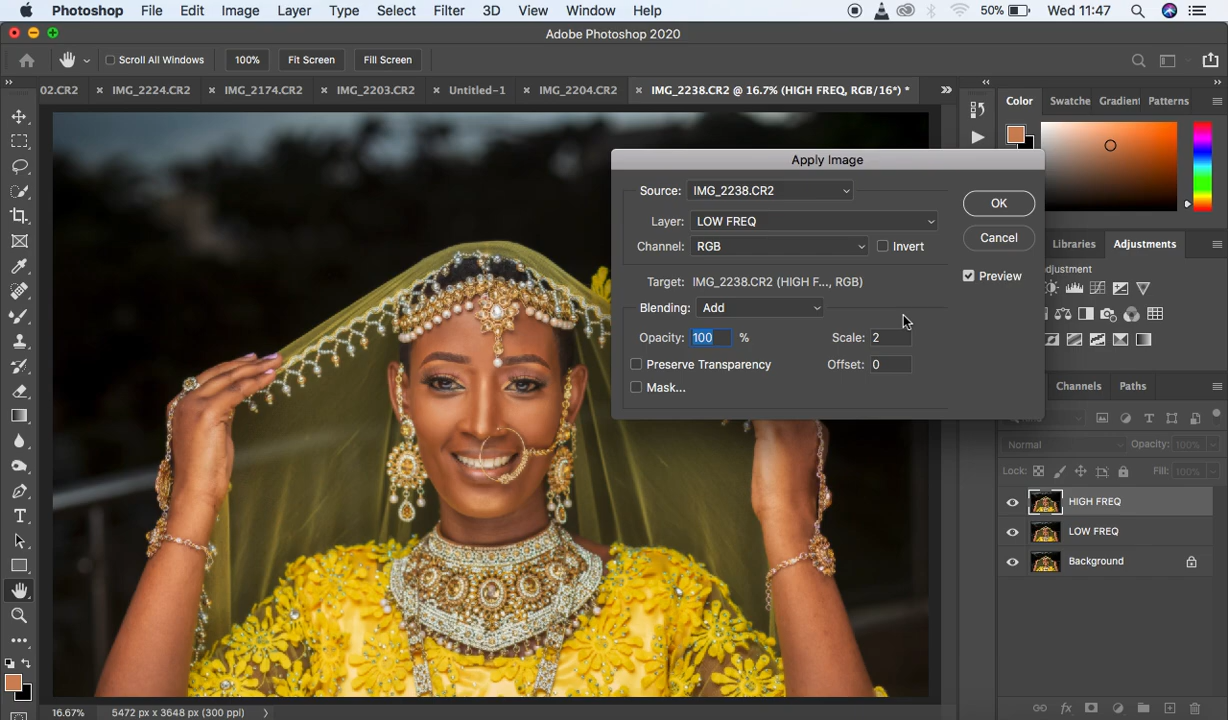 Photoshop File Edit Image Layer Type Select Filter 3D View Window Help 50% Wed 11:47
Adobe Photoshop 2020
Scroll All Windows 100% Fit Screen Fill Screen
02.CR2 × IMG_2224.CR2 × IMG_2174.CR2 × IMG_2203.CR2 × Untitled-1 × IMG_2204.CR2 × IMG_2238.CR2 @ 16.7% (HIGH FREQ, RGB/16*) *
Color Swatche Gradient Patterns
Apply Image
Source: IMG_2238.CR2
OK
Layer: LOW FREQ
Channel: RGB Invert
Cancel
Libraries Adjustments
Target: IMG_2238.CR2 (HIGH F..., RGB)
Preview
djustment
Blending: Add
Opacity: 100 % Scale: 2
Preserve Transparency Offset: 0
Mask...
Channels Paths
Normal Opacity: 100%
Lock: Fill: 100%
HIGH FREQ
LOW FREQ
Background
16.67% 5472 px x 3648 px (300 ppi)